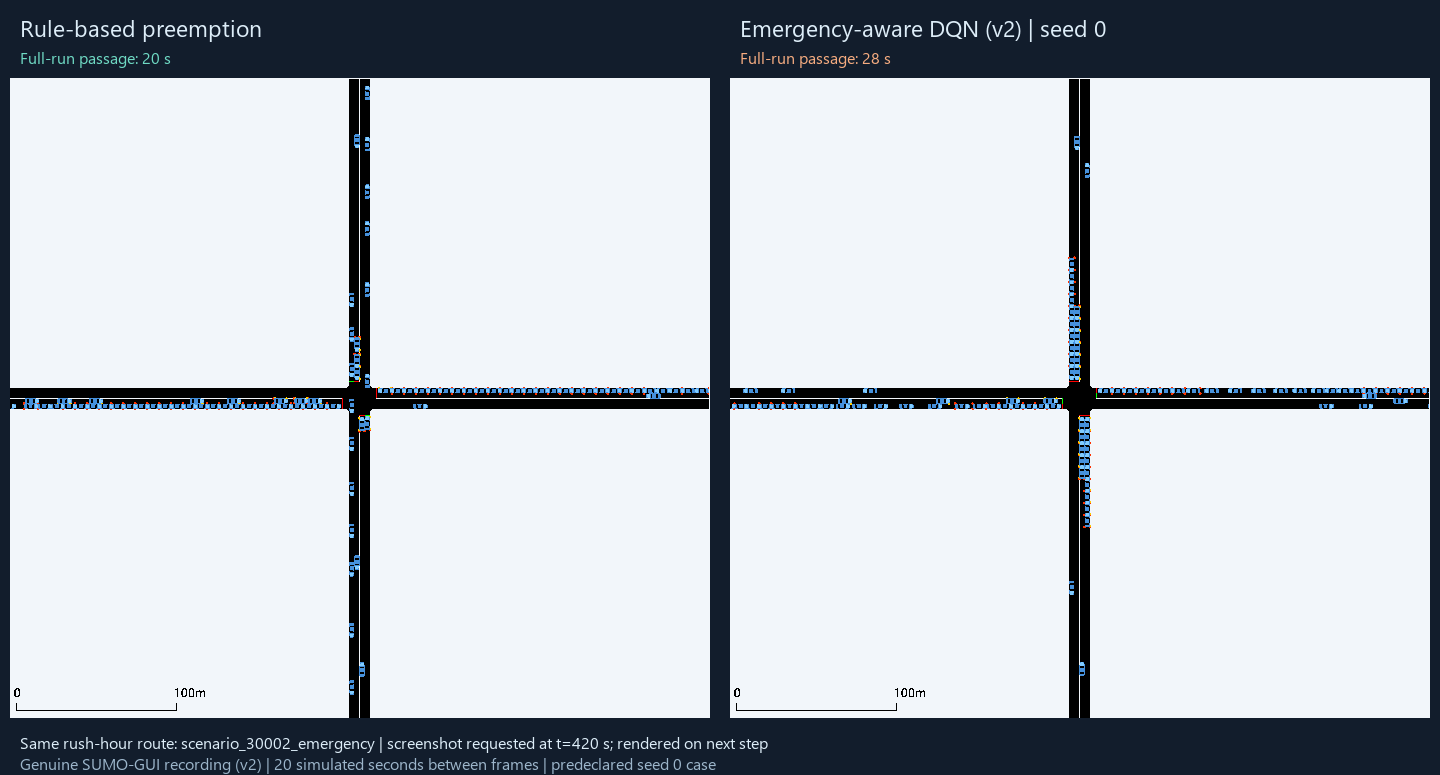 Rule-based preemption
Full-run passage: 20 s
Emergency-aware DQN (v2) | seed 0
Full-run passage: 28 s
0 100m
0 100m
Same rush-hour route: scenario_30002_emergency | screenshot requested at t=420 s; rendered on next step
Genuine SUMO-GUI recording (v2) | 20 simulated seconds between frames | predeclared seed 0 case